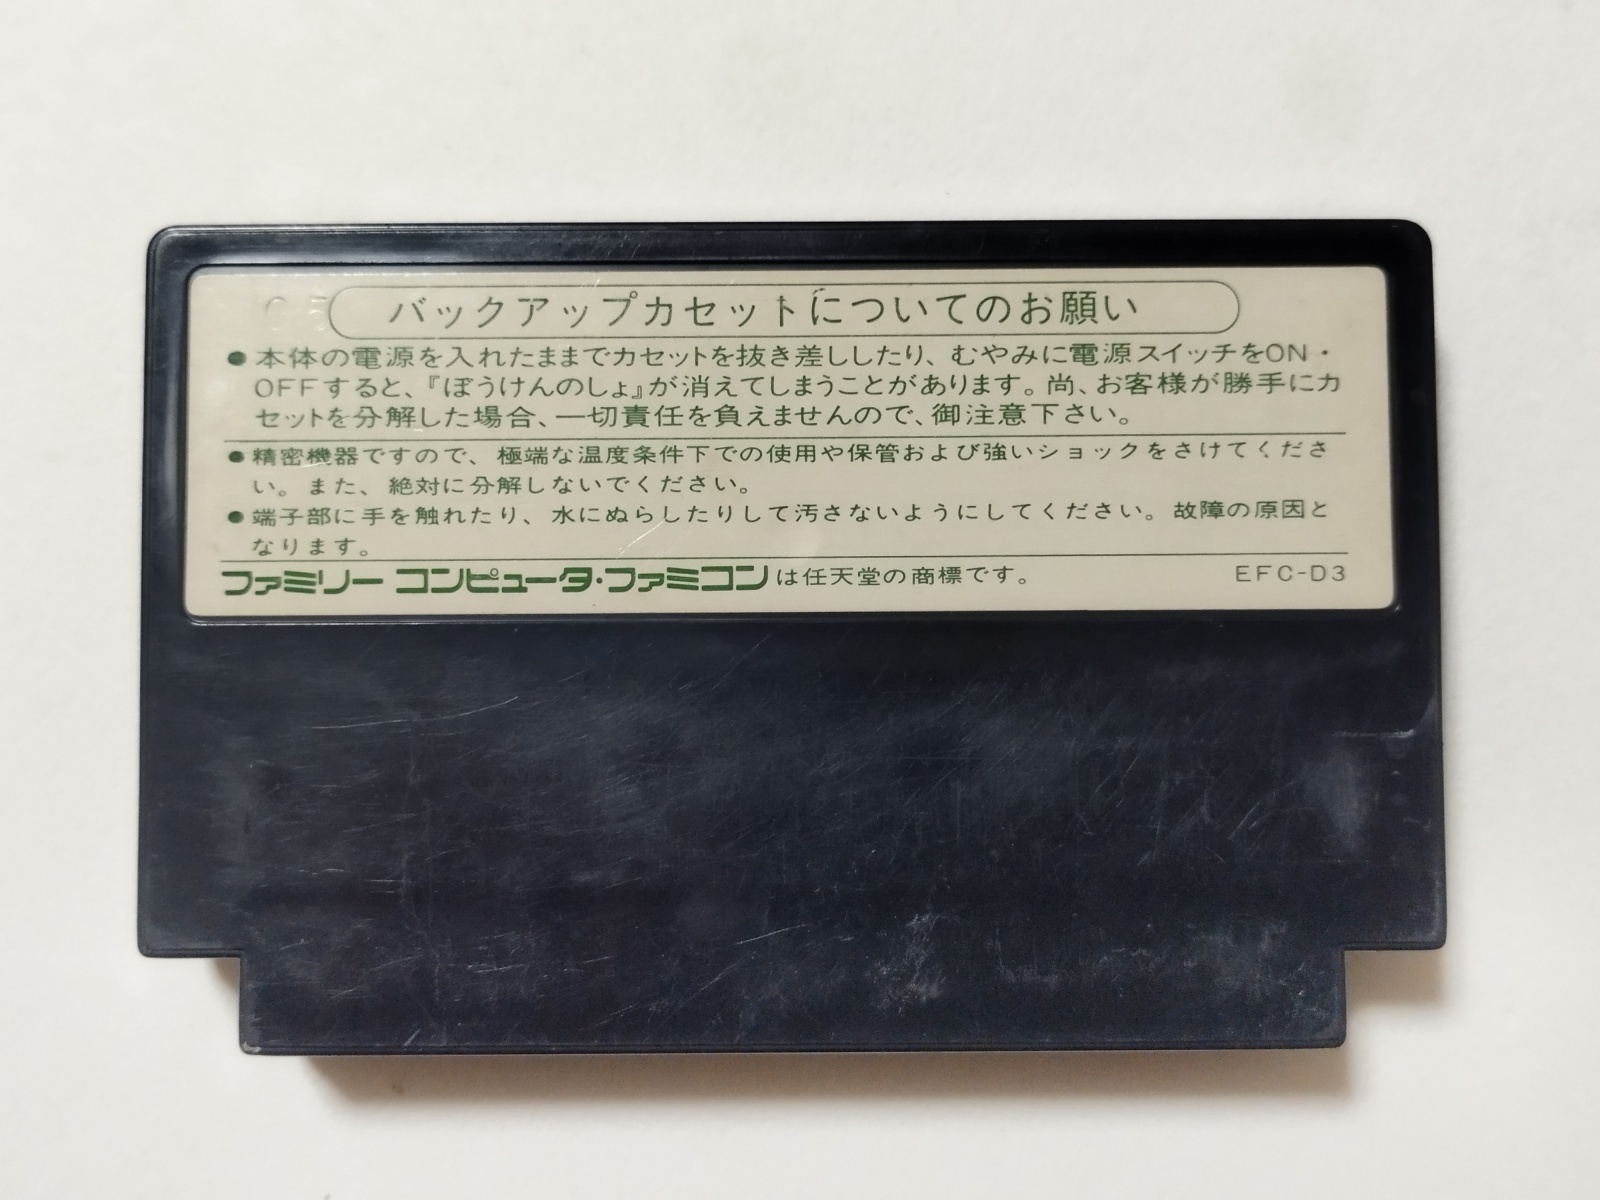 バックアップカセットについてのお願い
●本体の電源を入れたままでカセットを抜き差ししたり、むやみに電源スイッチをON・
OFFすると、『ぼうけんのしょ』が消えてしまうことがあります。尚、お客様が勝手にカ
セットを分解した場合、一切責任を負えませんので、御注意下さい。
●精密機器ですので、極端な温度条件下での使用や保管および強いショックをさけてくださ
い。また、絶対に分解しないでください。
●端子部に手を触れたり、水にぬらしたりして汚さないようにしてください。故障の原因と
なります。
ファミリー コンピュータ・ファミコンは任天堂の商標です。 EFC-D3